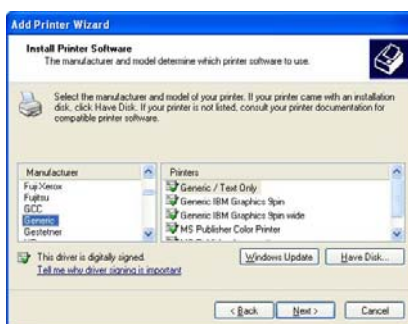 Add Printer Wizard
Install Printer Software
The manufacturer and model determine which printer software to use.
Select the manufacturer and model of your printer. If your printer came with an installation
disk, click Have Disk. If your printer is not listed, consult your printer documentation for
compatible printer software.
Manufacturer
Fuji Xerox
Fujitsu
GCC
Generic
Gestetner
Printers
Generic / Text Only
Generic IBM Graphics 9pin
Generic IBM Graphics 9pin wide
MS Publisher Color Printer
This driver is digitally signed.
Tell me why driver signing is important
Windows Update
Have Disk...
< Back
Next >
Cancel